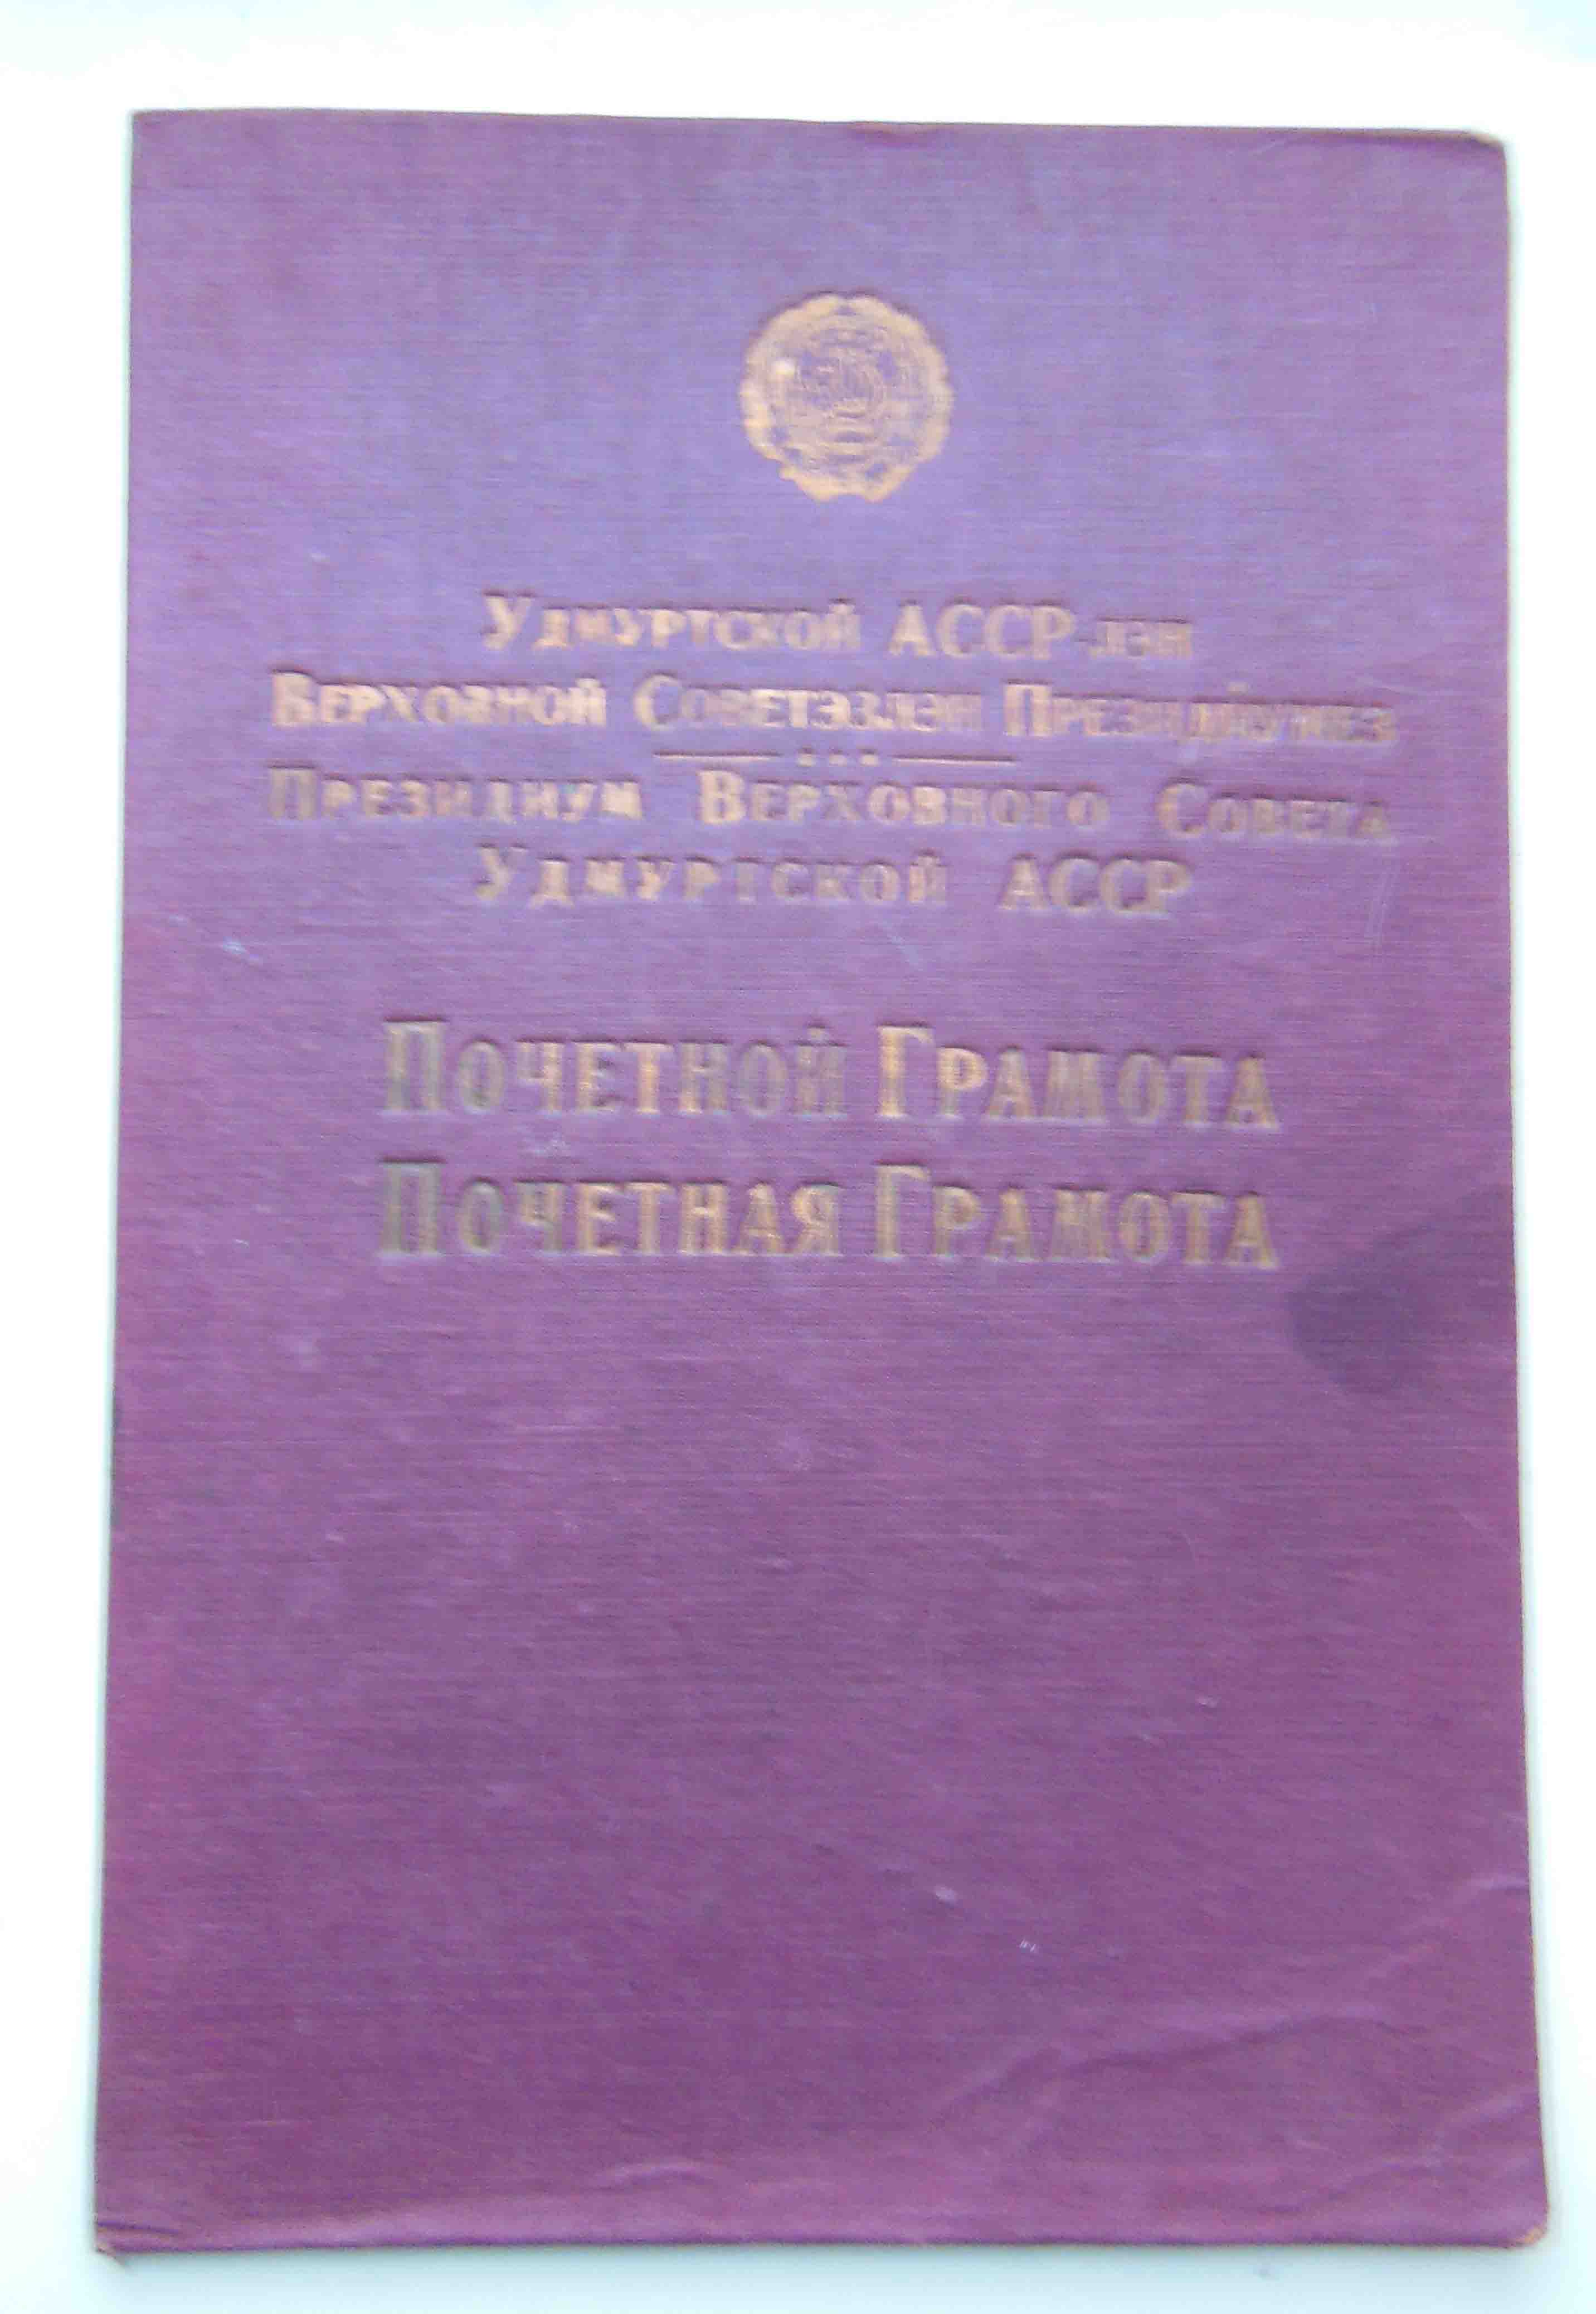 Удмуртской АССР-лэн
Верховной Советэзлэн Президиумез
Президиум Верховного Совета
Удмуртской АССР
Почетной Грамота
Почетная Грамота